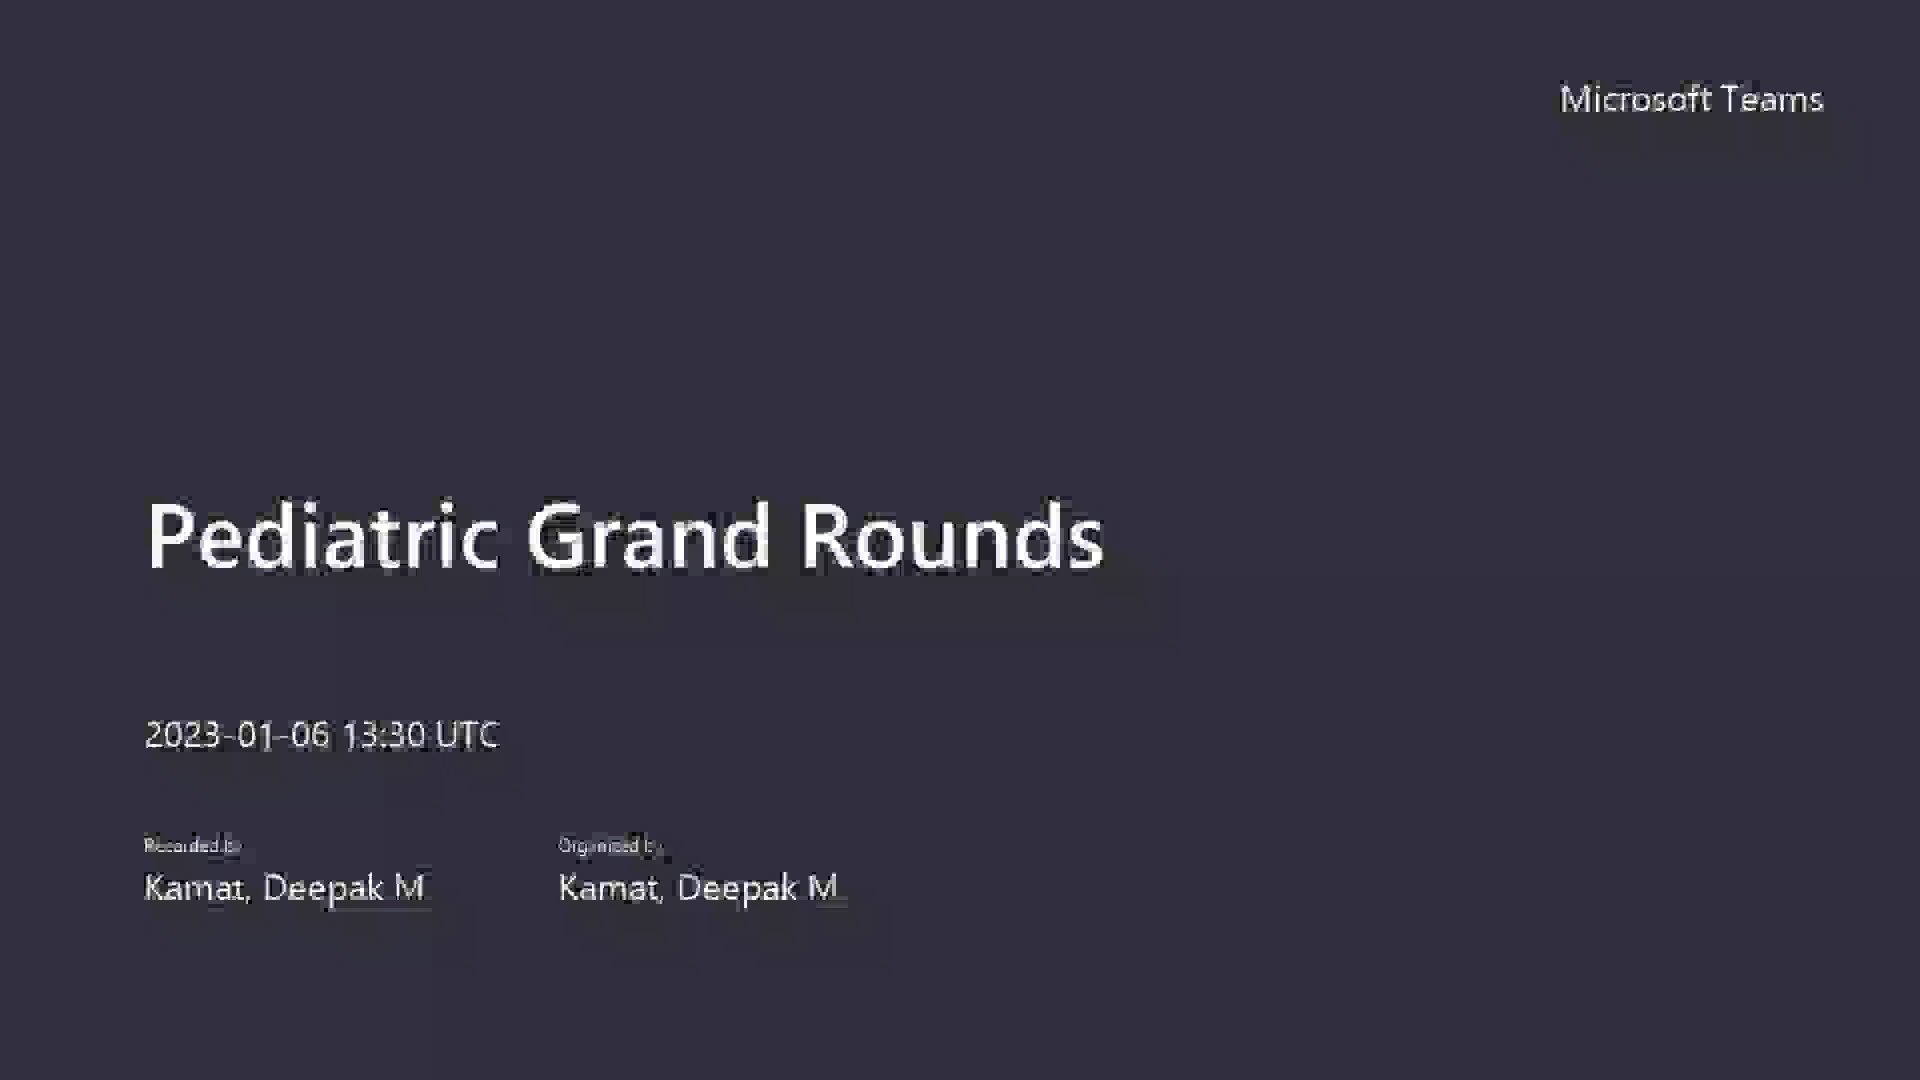 Microsoft Teams
Pediatric Grand Rounds
2023-01-06 13:30 UTC
Recorded by
Organized by
Kamat, Deepak M
Kamat, Deepak M